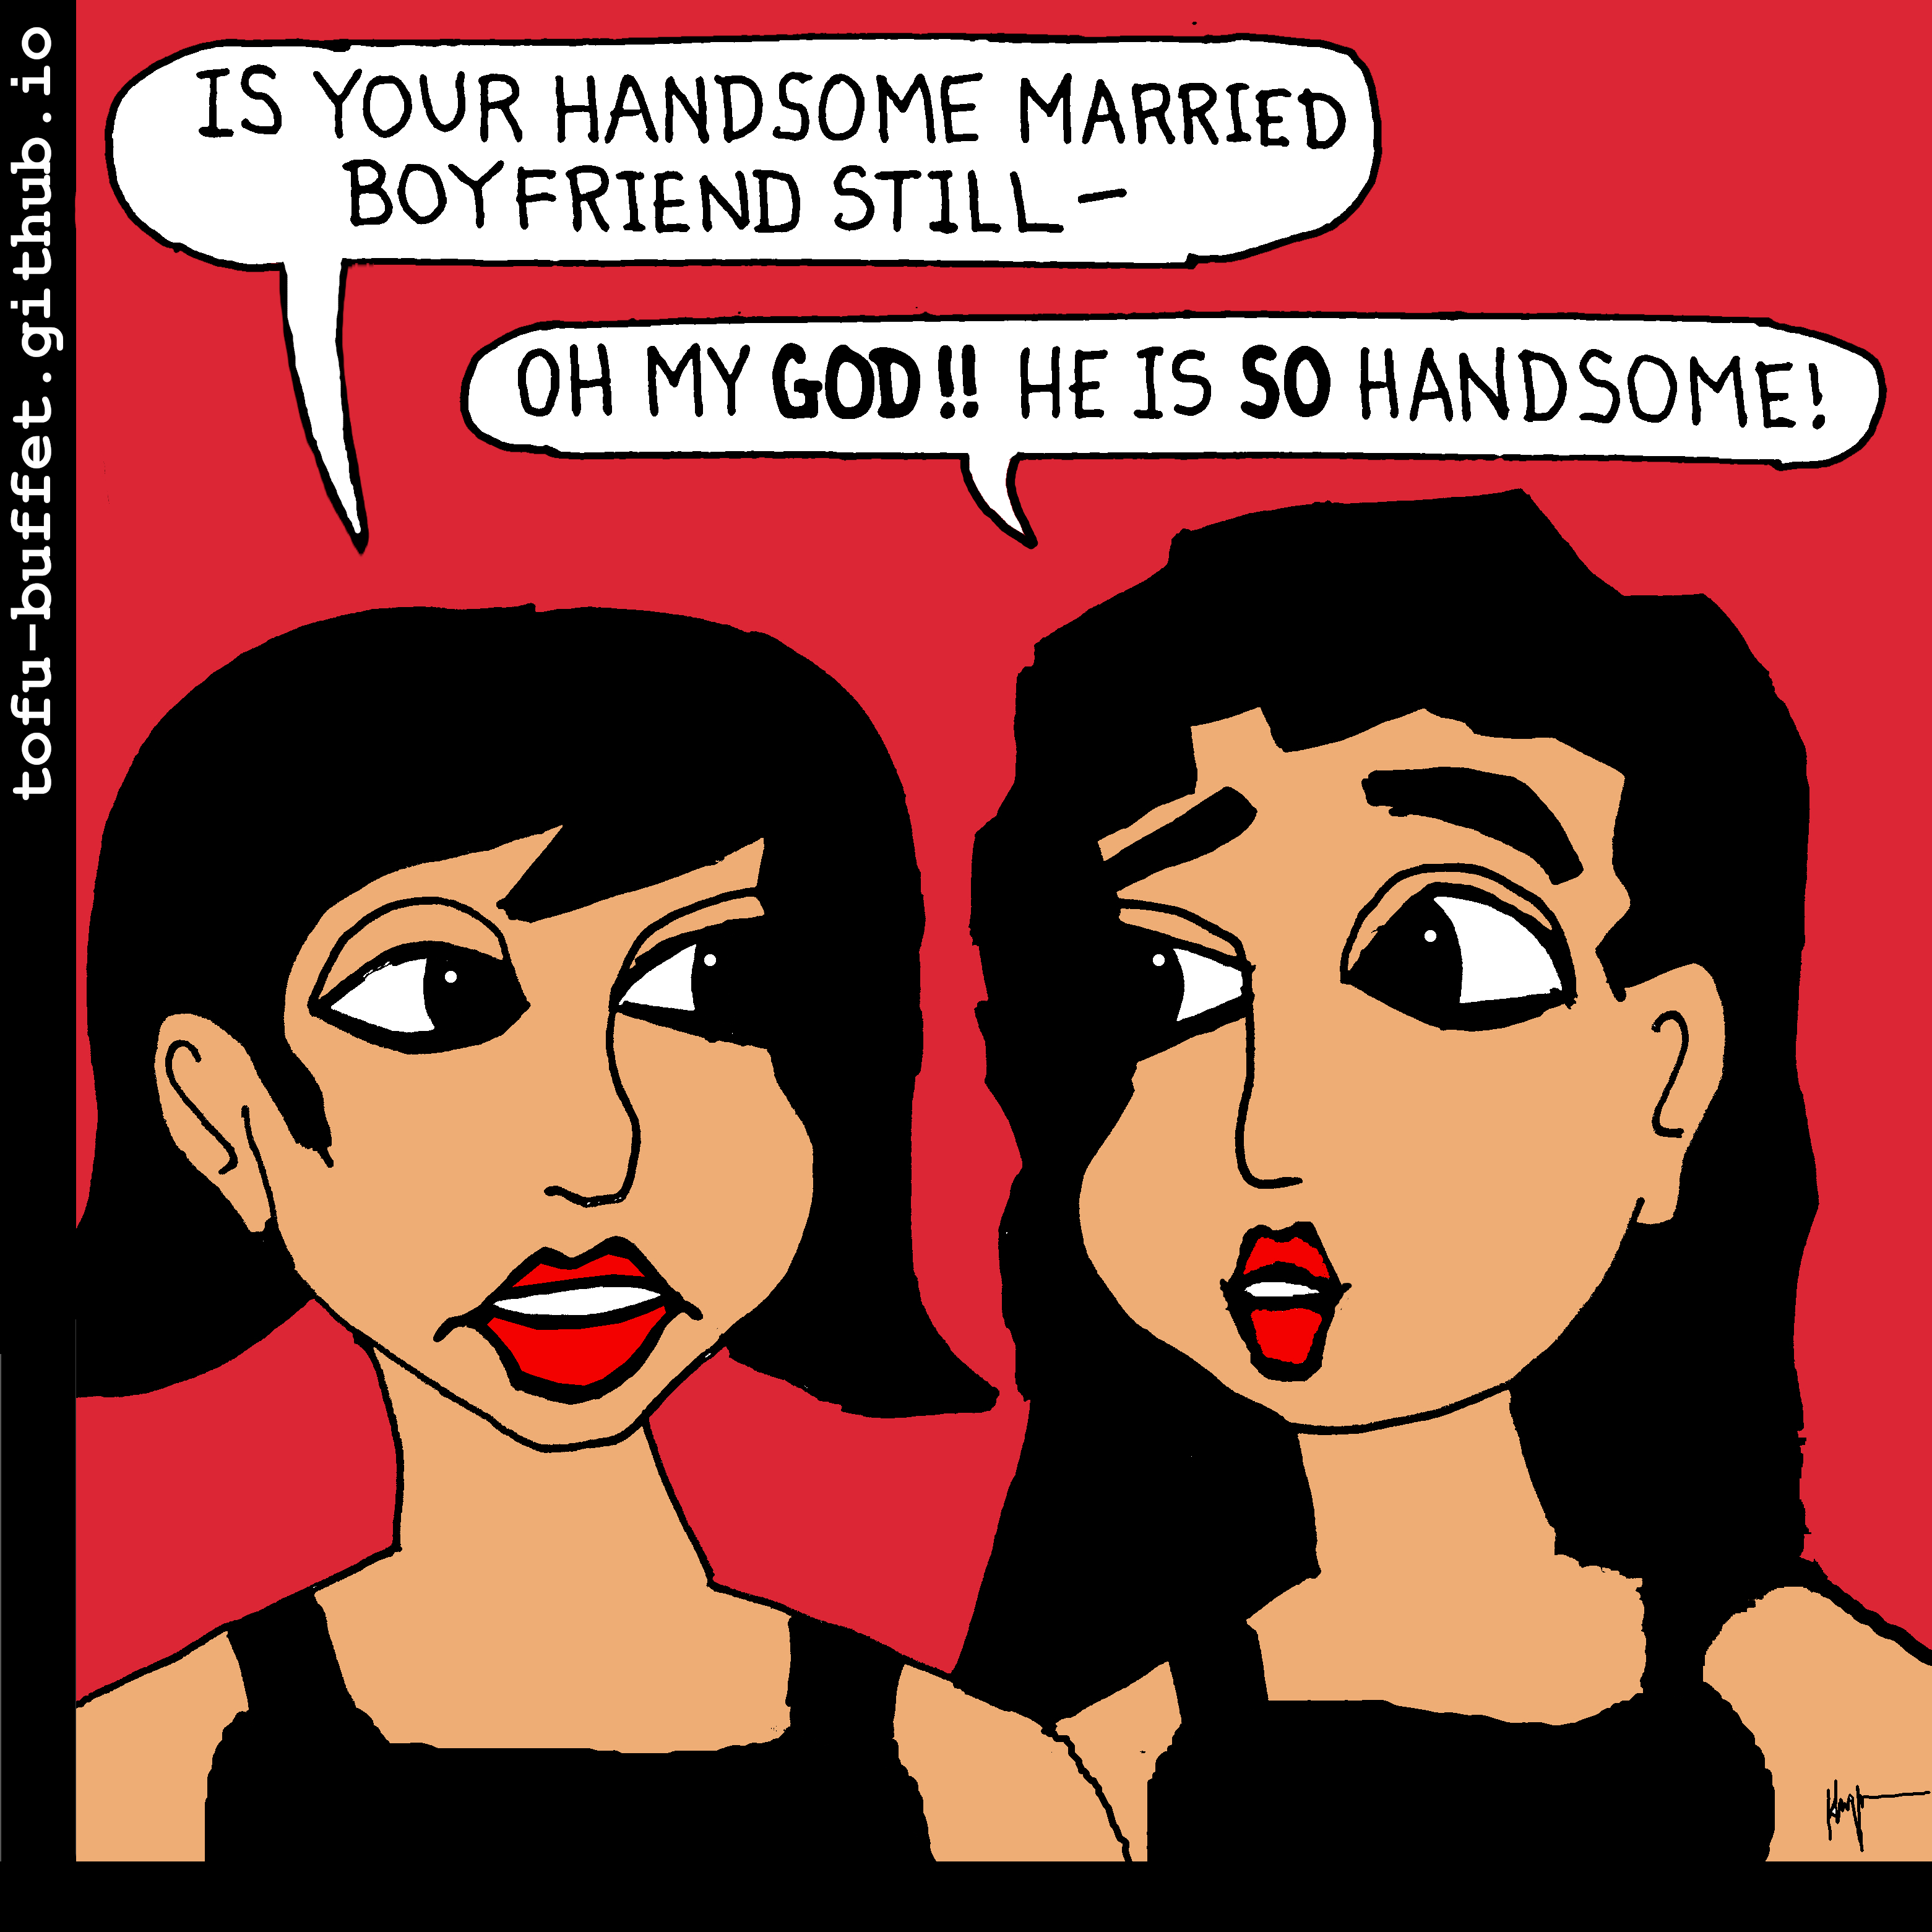 IS YOUR HANDSOME MARRIED
BOYFRIEND STILL -
OH MY GOD!! HE IS SO HANDSOME!
tofu-buffet.github.io